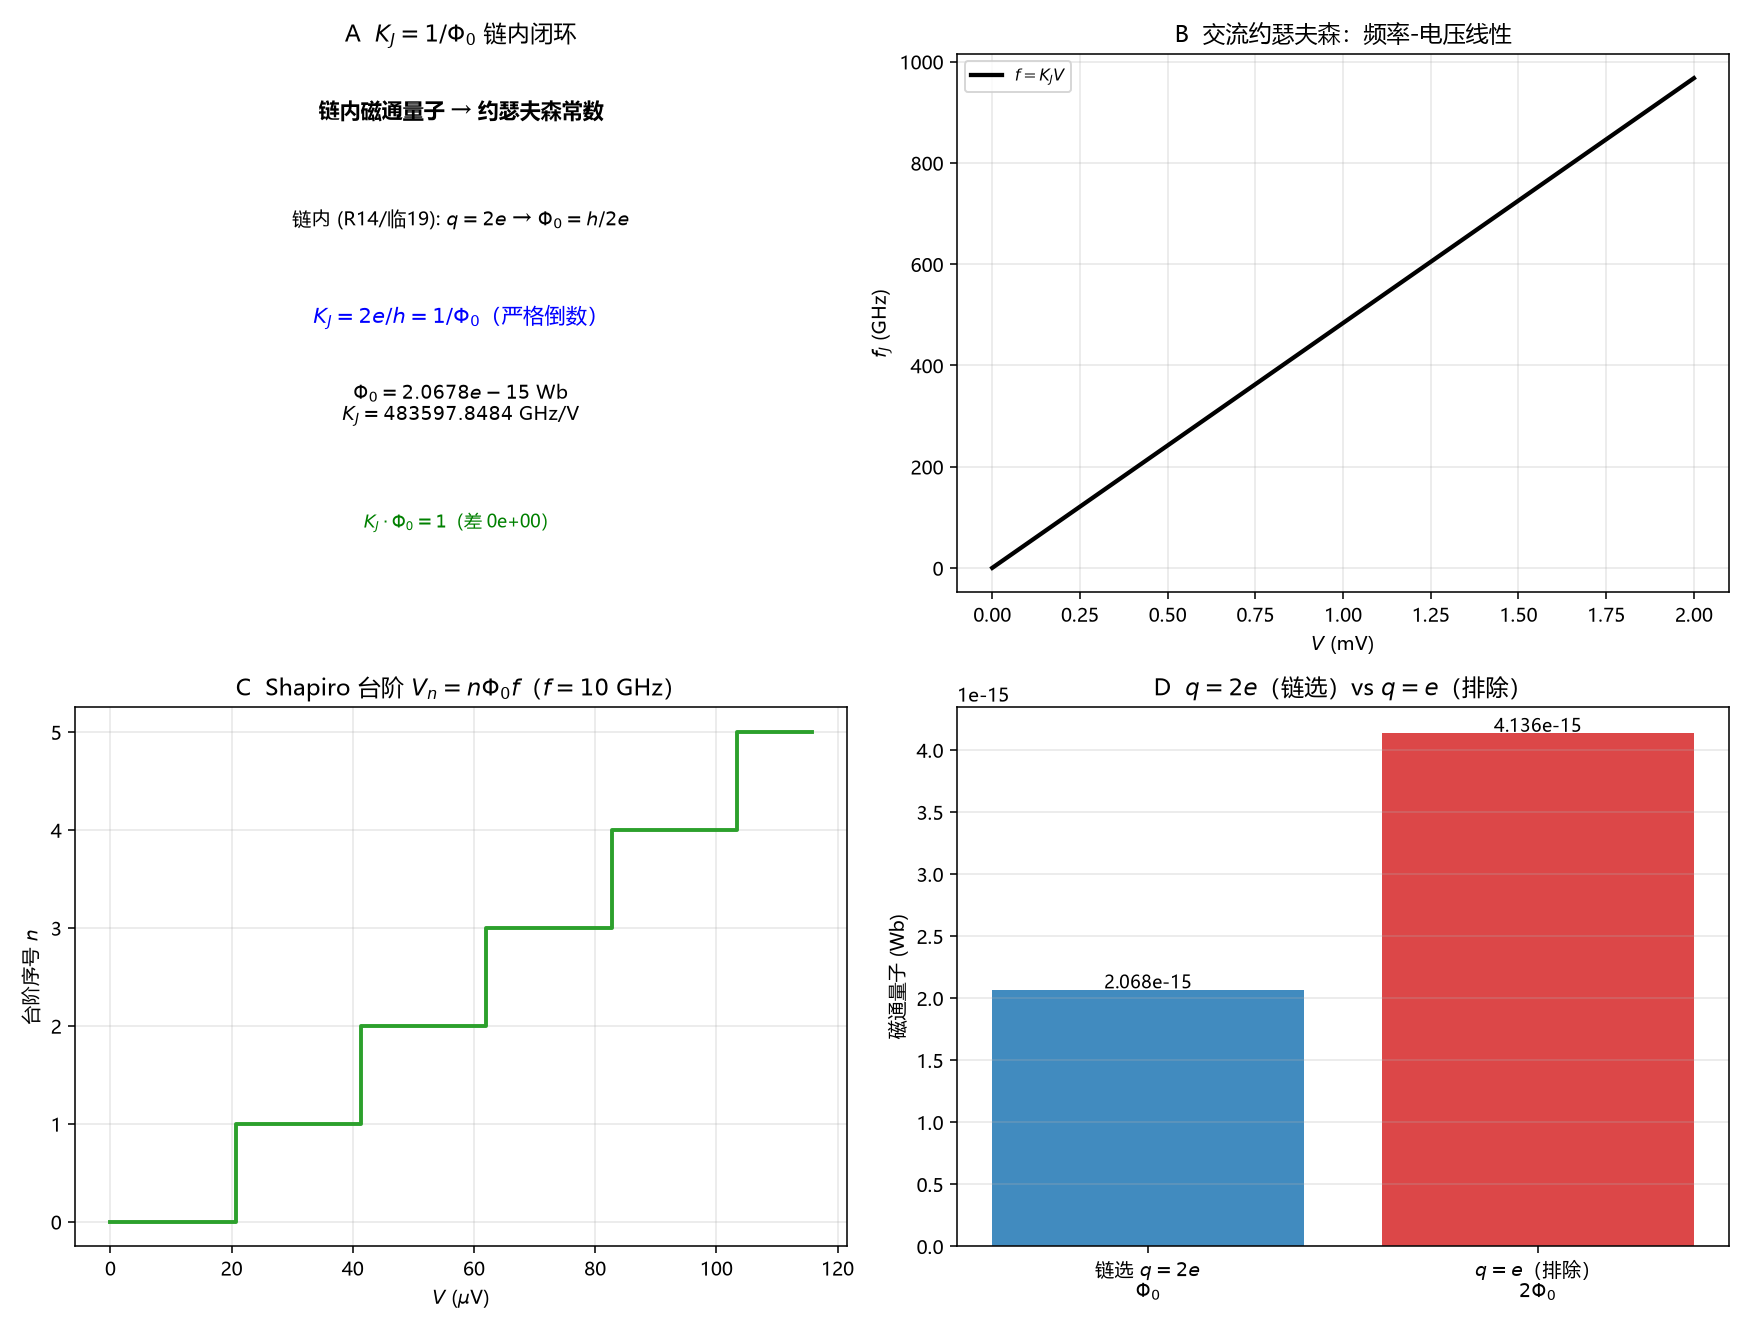 A  K_J = 1/Φ₀ 链内闭环
链内磁通量子 → 约瑟夫森常数
链内 (R14/临19): q = 2e → Φ₀ = h/2e
K_J = 2e/h = 1/Φ₀（严格倒数）
Φ₀ = 2.0678e − 15 Wb
K_J = 483597.8484 GHz/V
K_J · Φ₀ = 1（差 0e+00）
B  交流约瑟夫森：频率-电压线性
f = K_J V
1000
800
600
400
200
0
f_J (GHz)
0.00 0.25 0.50 0.75 1.00 1.25 1.50 1.75 2.00
V (mV)
C  Shapiro 台阶 V_n = nΦ₀f（f = 10 GHz）
5
4
3
2
1
0
台阶序号 n
0 20 40 60 80 100 120
V (μV)
D  q = 2e（链选）vs q = e（排除）
1e-15
4.0
3.5
3.0
2.5
2.0
1.5
1.0
0.5
0.0
磁通量子 (Wb)
2.068e-15
4.136e-15
链选 q = 2e
Φ₀
q = e（排除）
2Φ₀